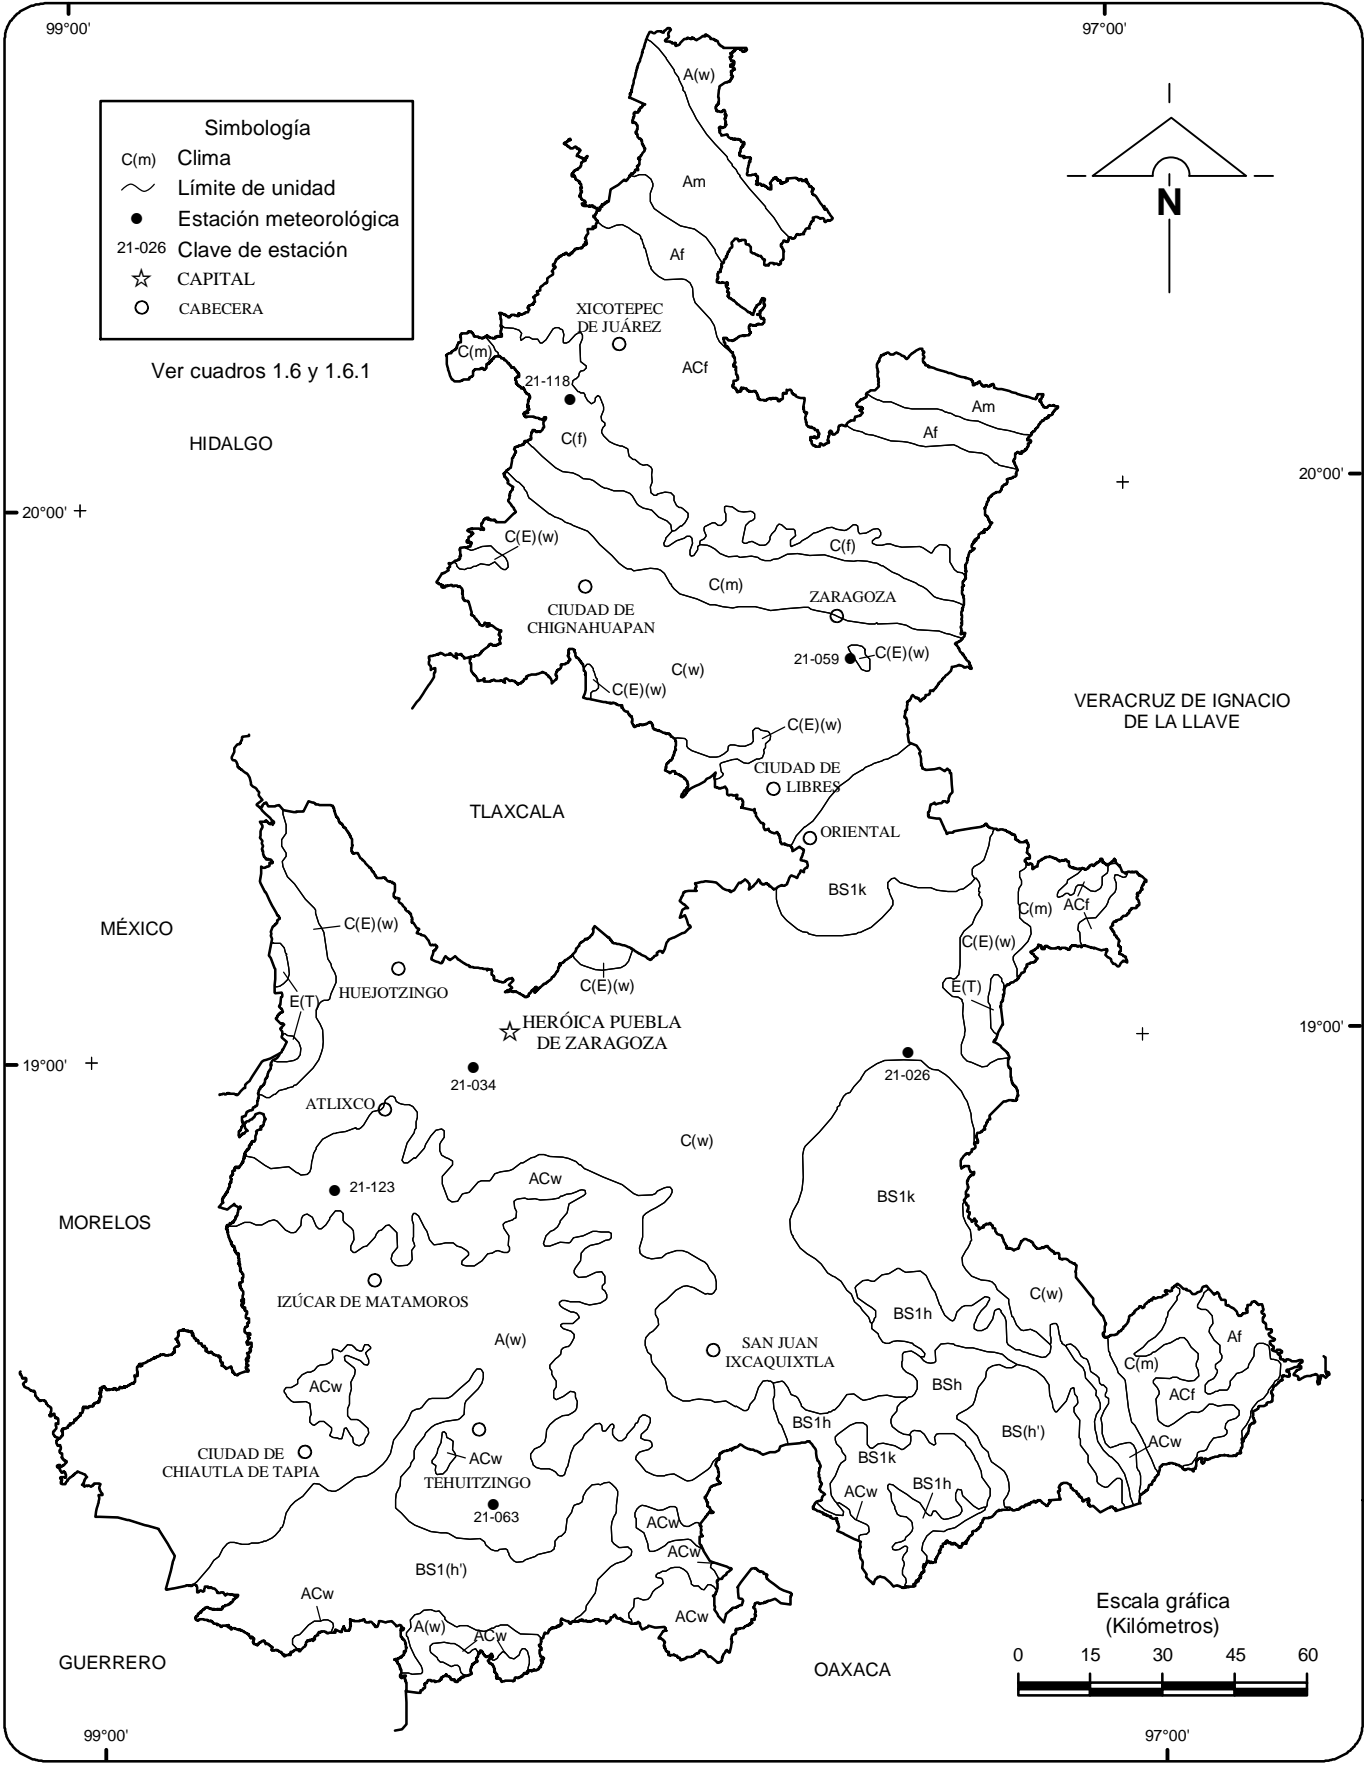 99°00'
97°00'
A(w)
Simbología
C(m) Clima
Límite de unidad
Estación meteorológica
21-026 Clave de estación
CAPITAL
CABECERA
Ver cuadros 1.6 y 1.6.1
N
Am
Af
XICOTEPEC
DE JUÁREZ
C(m)
ACf
21-118
Am
Af
C(f)
HIDALGO
20°00'
20°00'
C(E)(w)
C(f)
C(m)
ZARAGOZA
CIUDAD DE
CHIGNAHUAPAN
21-059
C(E)(w)
C(w)
C(E)(w)
VERACRUZ DE IGNACIO
DE LA LLAVE
C(E)(w)
CIUDAD DE
LIBRES
TLAXCALA
ORIENTAL
BS1k
C(m)
ACf
MÉXICO
C(E)(w)
C(E)(w)
C(E)(w)
E(T)
HUEJOTZINGO
E(T)
HERÓICA PUEBLA
DE ZARAGOZA
19°00'
19°00'
21-034
21-026
ATLIXCO
C(w)
ACw
21-123
BS1k
MORELOS
IZÚCAR DE MATAMOROS
C(w)
BS1h
A(w)
SAN JUAN
IXCAQUIXTLA
Af
C(m)
ACw
BSh
ACf
BS1h
BS(h')
ACw
CIUDAD DE
CHIAUTLA DE TAPIA
ACw
TEHUITZINGO
BS1k
ACw
BS1h
21-063
ACw
ACw
BS1(h')
ACw
ACw
A(w)
ACw
Escala gráfica
(Kilómetros)
0 15 30 45 60
GUERRERO
OAXACA
99°00'
97°00'